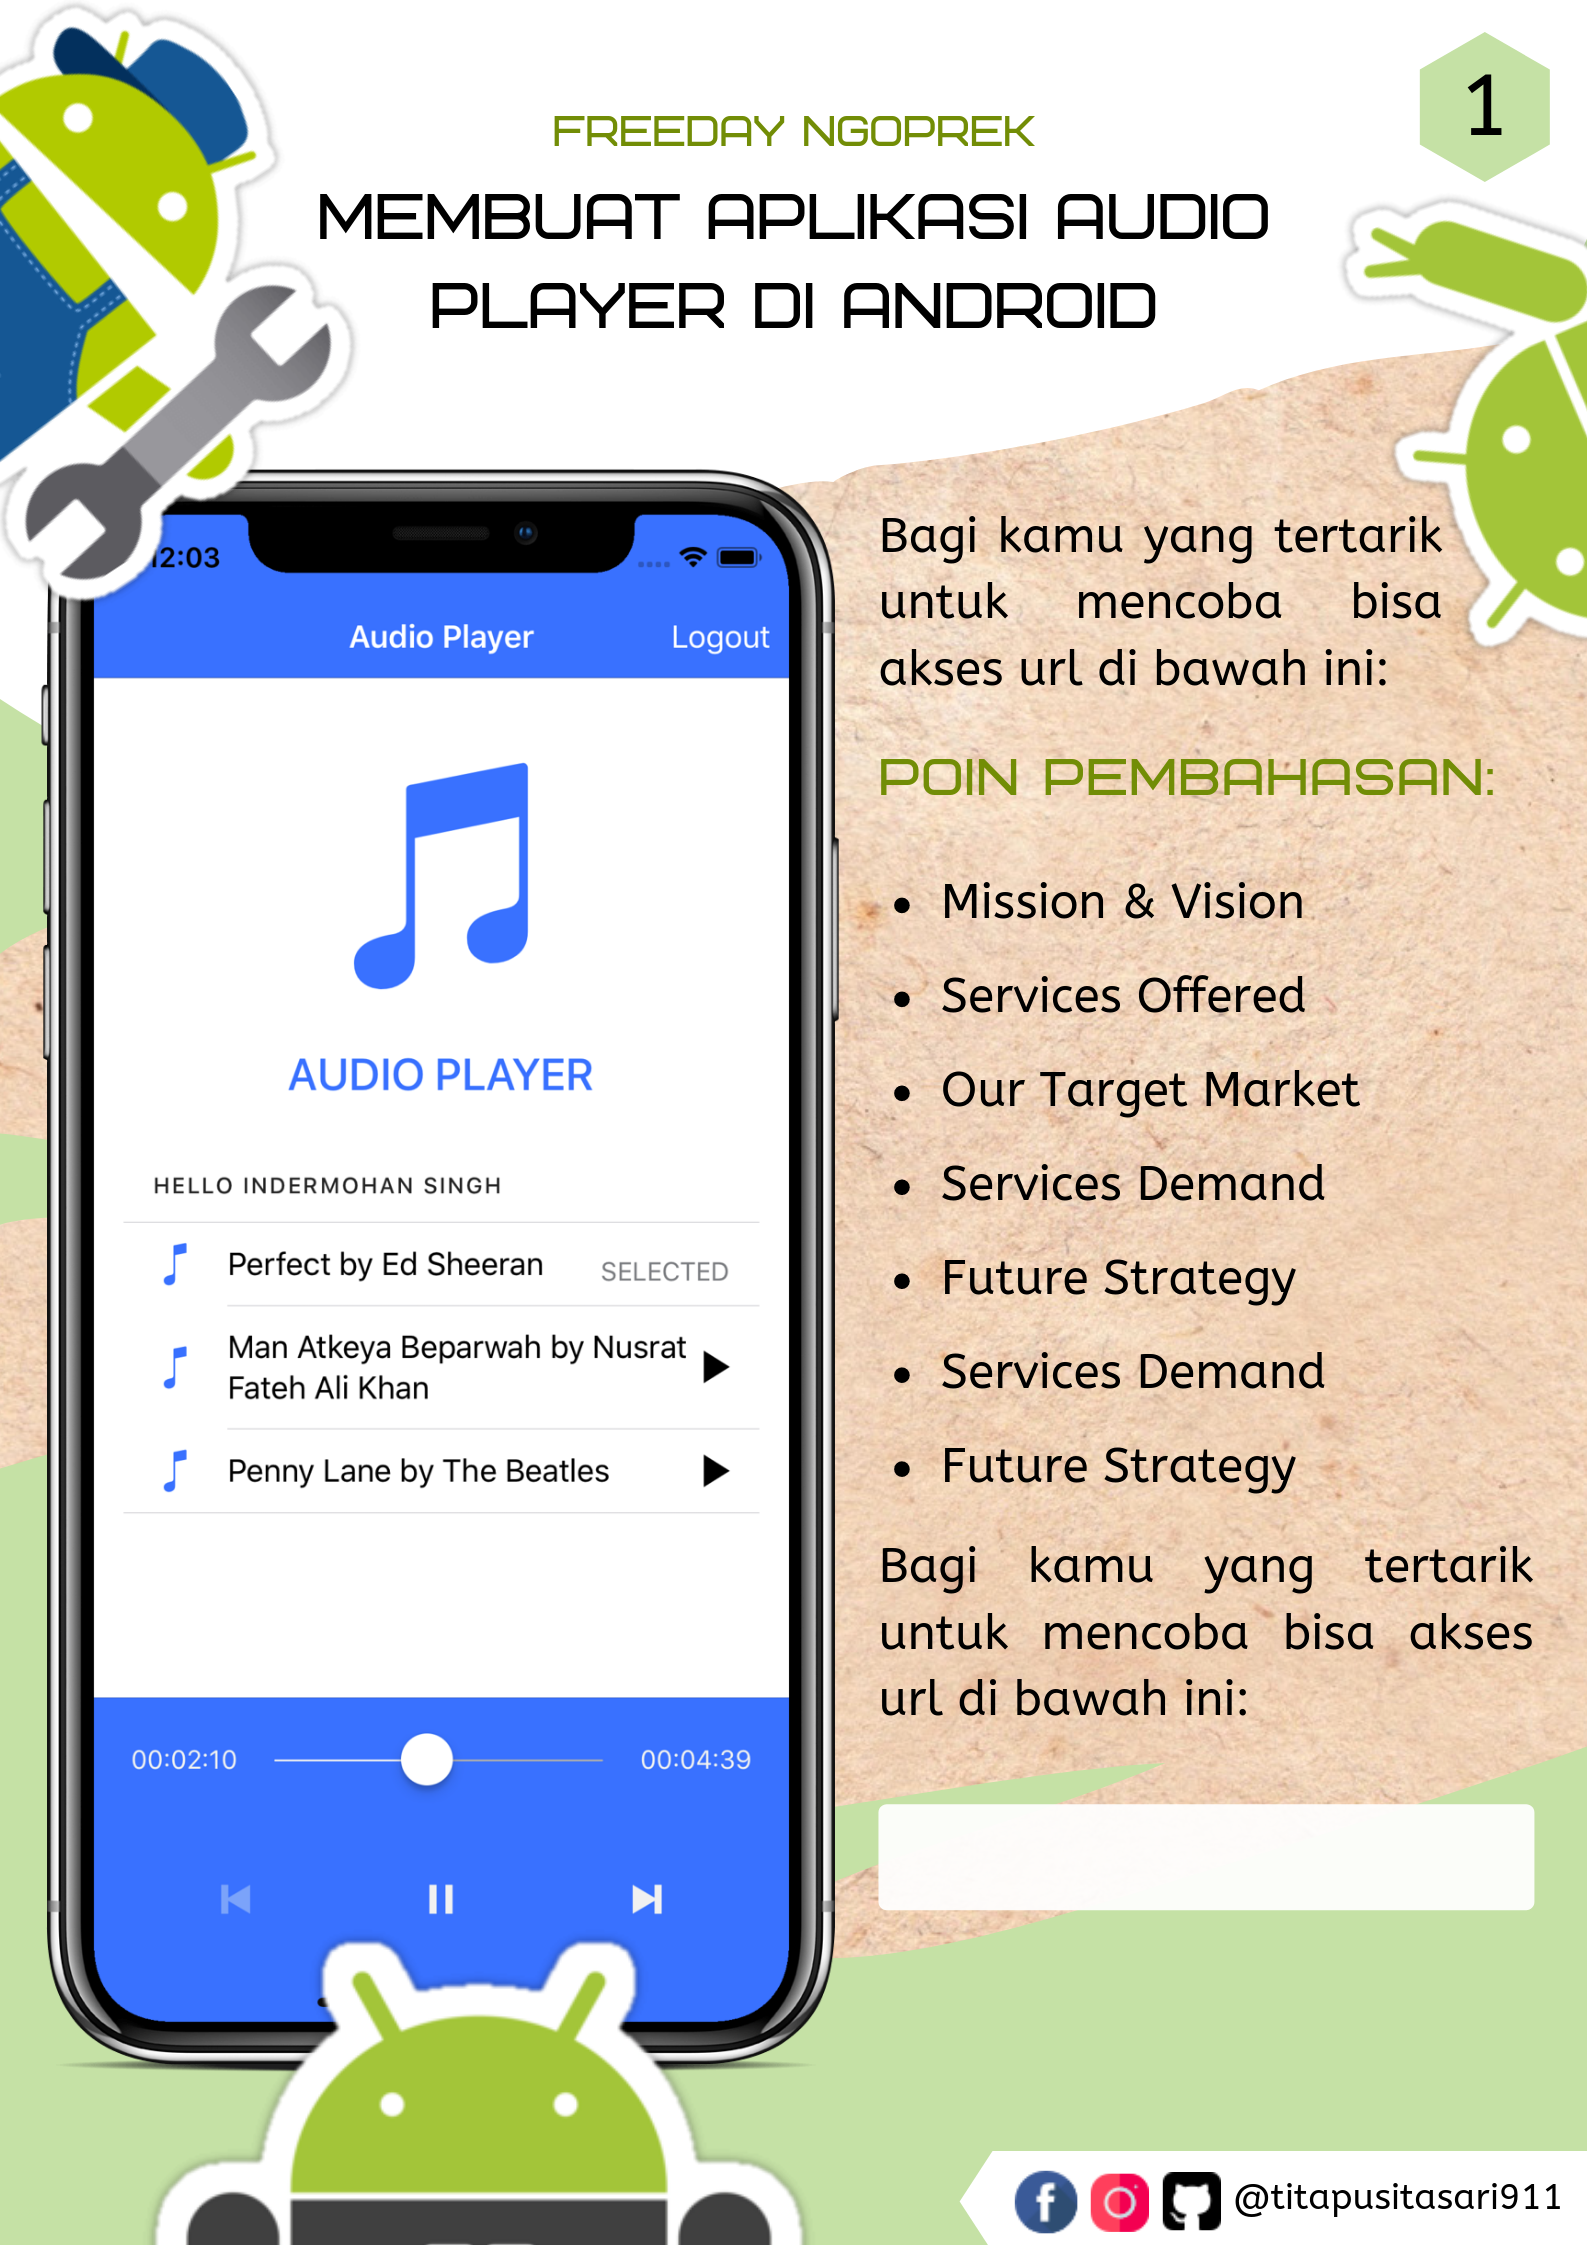 1
FREEDAY NGOPREK
MEMBUAT APLIKASI AUDIO
PLAYER DI ANDROID
12:03
Audio Player
Logout
AUDIO PLAYER
HELLO INDERMOHAN SINGH
Perfect by Ed Sheeran
SELECTED
Man Atkeya Beparwah by Nusrat
Fateh Ali Khan
Penny Lane by The Beatles
00:02:10
00:04:39
Bagi kamu yang tertarik
untuk mencoba bisa
akses url di bawah ini:
POIN PEMBAHASAN:
• Mission & Vision
• Services Offered
• Our Target Market
• Services Demand
• Future Strategy
• Services Demand
• Future Strategy
Bagi kamu yang tertarik
untuk mencoba bisa akses
url di bawah ini:
@titapusitasari911